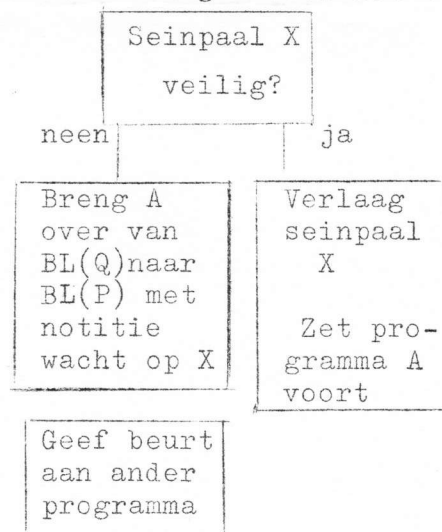 Seinpaal X
veilig?
neen
ja
Breng A
over van
BL(Q)naar
BL(P) met
notitie
wacht op X
Verlaag
seinpaal
X
Zet pro-
gramma A
voort
Geef beurt
aan ander
programma